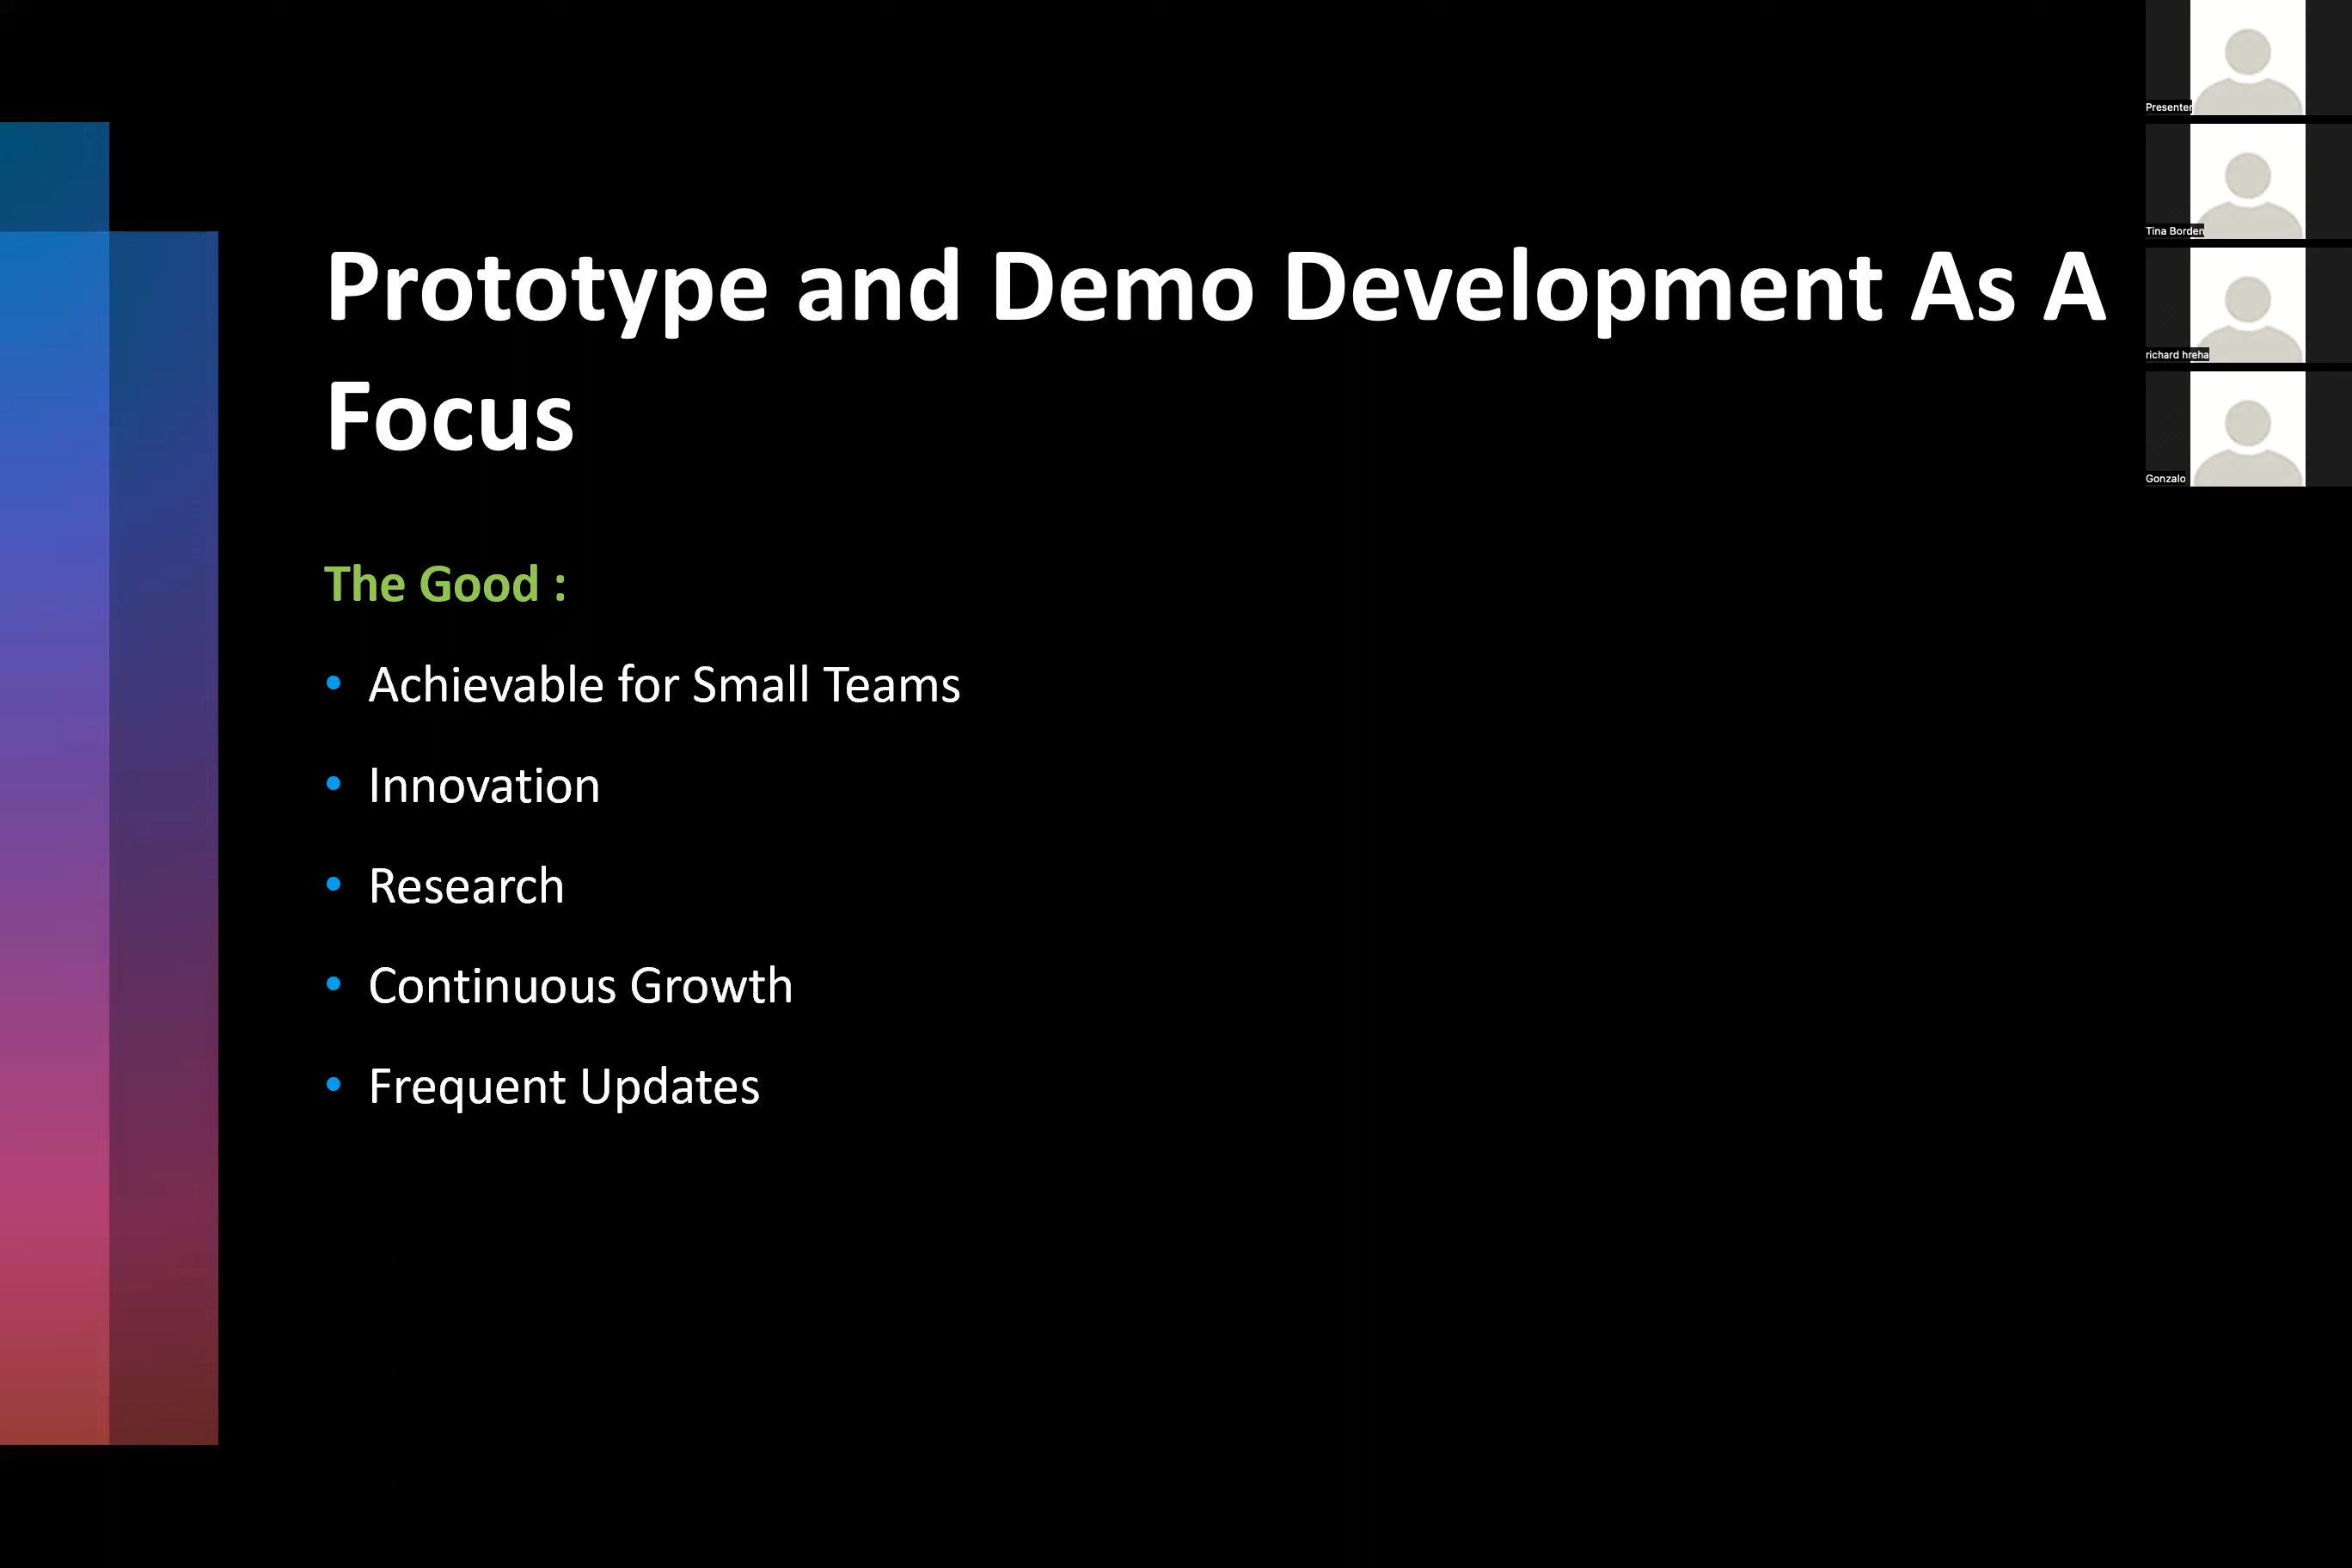 Prototype and Demo Development As A
Focus
The Good :
• Achievable for Small Teams
• Innovation
• Research
• Continuous Growth
• Frequent Updates
Presenter
Tina Borden
richard hreha
Gonzalo